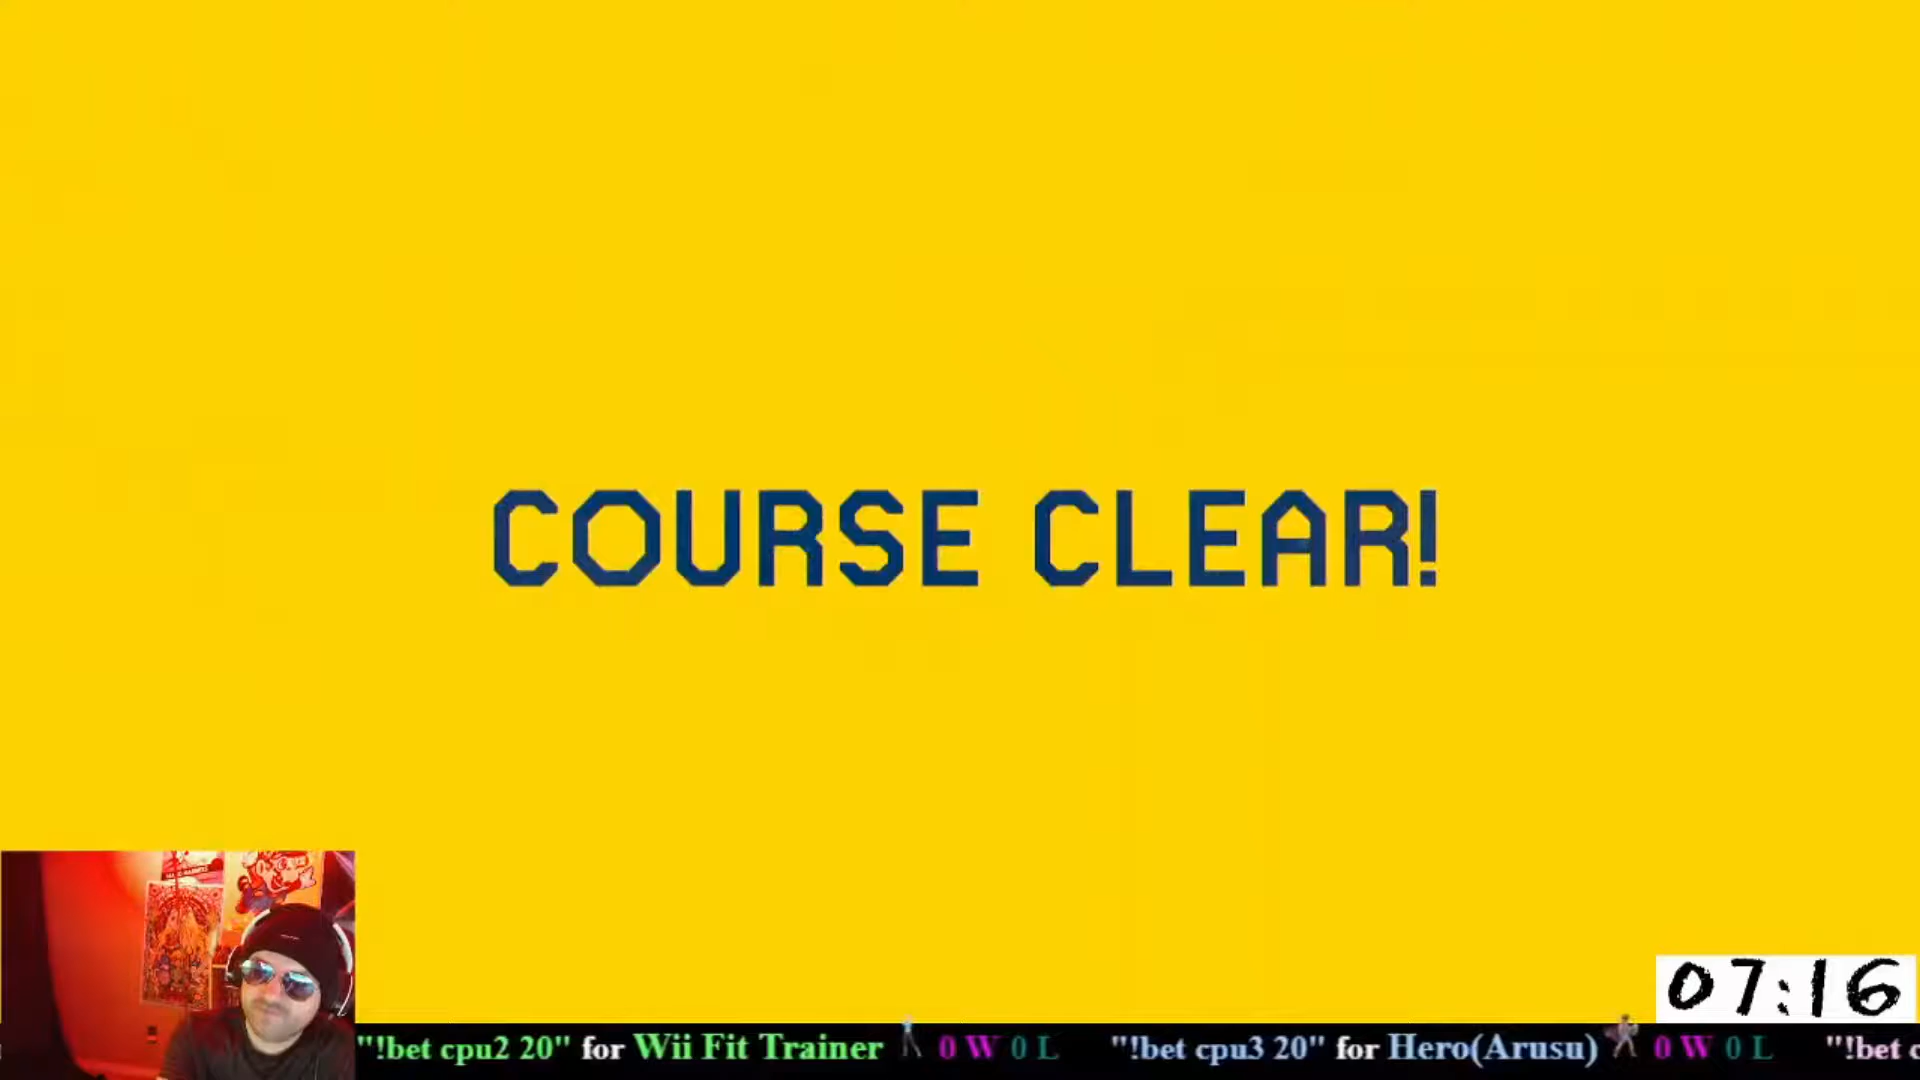 COURSE CLEAR!
07:16
"!bet cpu2 20" for Wii Fit Trainer 0 W 0 L "!bet cpu3 20" for Hero(Arusu) 0 W 0 L "!bet